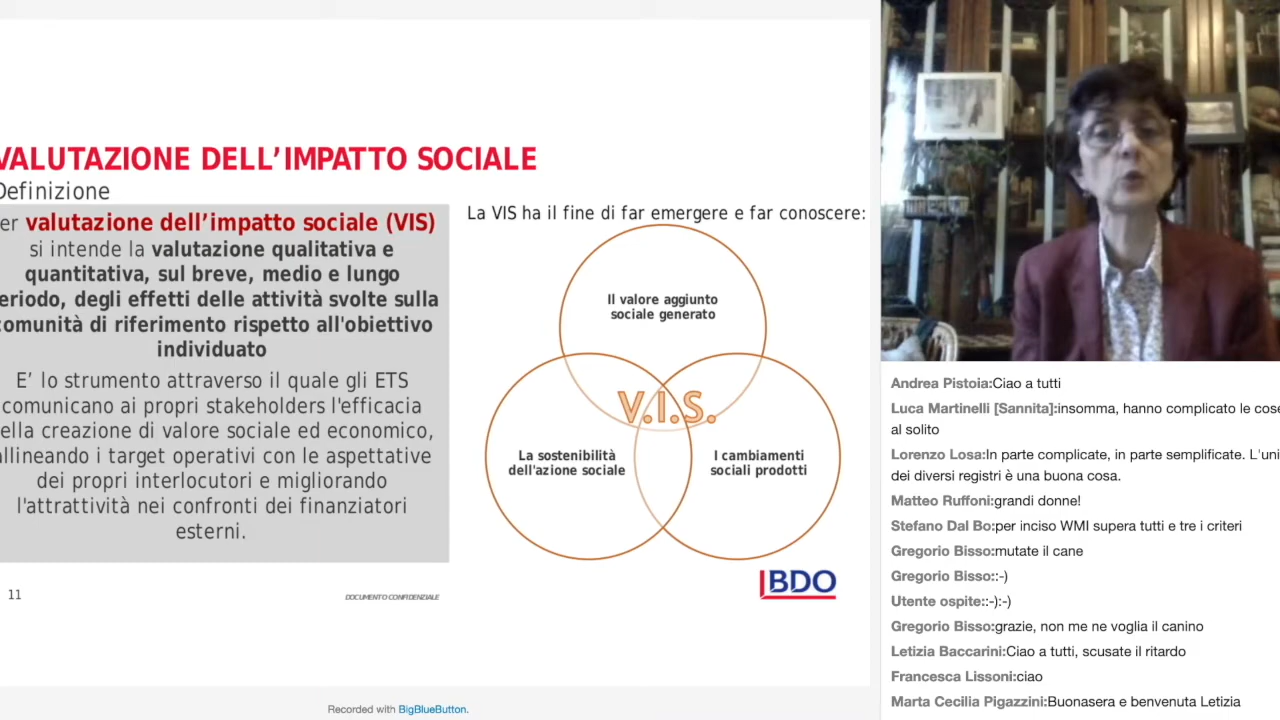 VALUTAZIONE DELL’IMPATTO SOCIALE
Definizione
er valutazione dell’impatto sociale (VIS)
si intende la valutazione qualitativa e
quantitativa, sul breve, medio e lungo
eriodo, degli effetti delle attività svolte sulla
comunità di riferimento rispetto all'obiettivo
individuato
E’ lo strumento attraverso il quale gli ETS
comunicano ai propri stakeholders l'efficacia
ella creazione di valore sociale ed economico,
allineando i target operativi con le aspettative
dei propri interlocutori e migliorando
l'attrattività nei confronti dei finanziatori
esterni.
La VIS ha il fine di far emergere e far conoscere:
Il valore aggiunto
sociale generato
V.I.S.
La sostenibilità
dell'azione sociale
I cambiamenti
sociali prodotti
11
DOCUMENTO CONFIDENZIALE
BDO
Recorded with BigBlueButton.
Andrea Pistoia:Ciao a tutti
Luca Martinelli [Sannita]:insomma, hanno complicato le cose
al solito
Lorenzo Losa:In parte complicate, in parte semplificate. L'uni
dei diversi registri è una buona cosa.
Matteo Ruffoni:grandi donne!
Stefano Dal Bo:per inciso WMI supera tutti e tre i criteri
Gregorio Bisso:mutate il cane
Gregorio Bisso::-)
Utente ospite::-):-)
Gregorio Bisso:grazie, non me ne voglia il canino
Letizia Baccarini:Ciao a tutti, scusate il ritardo
Francesca Lissoni:ciao
Marta Cecilia Pigazzini:Buonasera e benvenuta Letizia